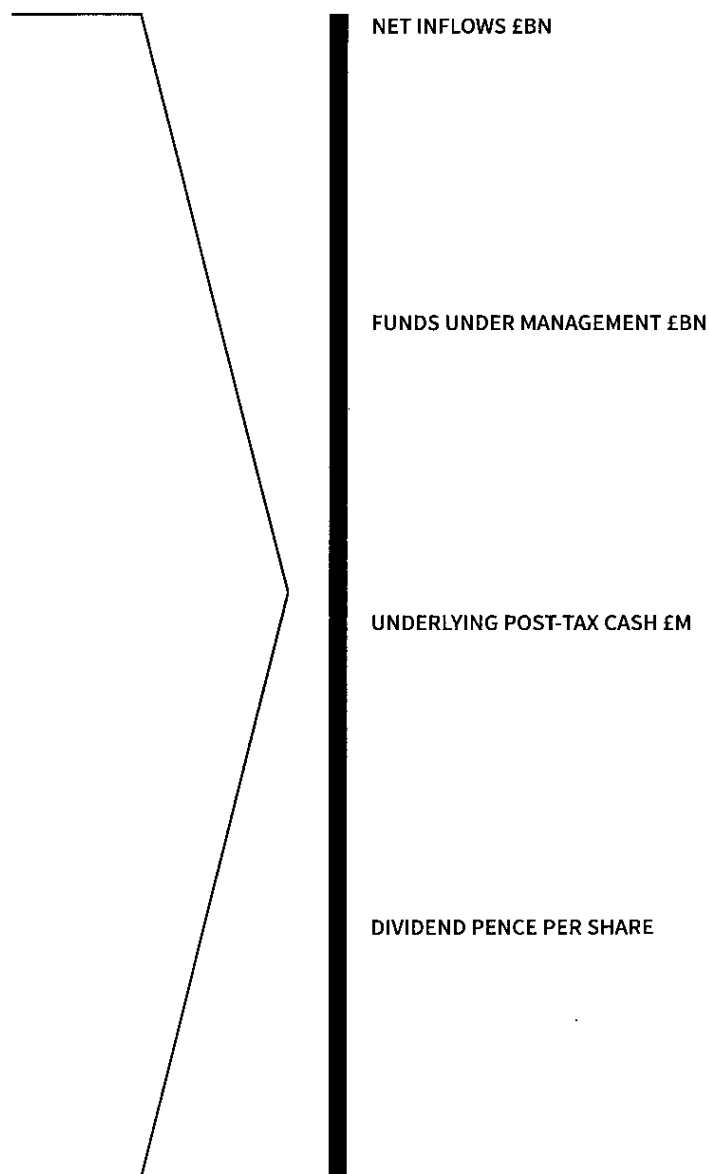 NET INFLOWS £BN
FUNDS UNDER MANAGEMENT £BN
UNDERLYING POST-TAX CASH £M
DIVIDEND PENCE PER SHARE